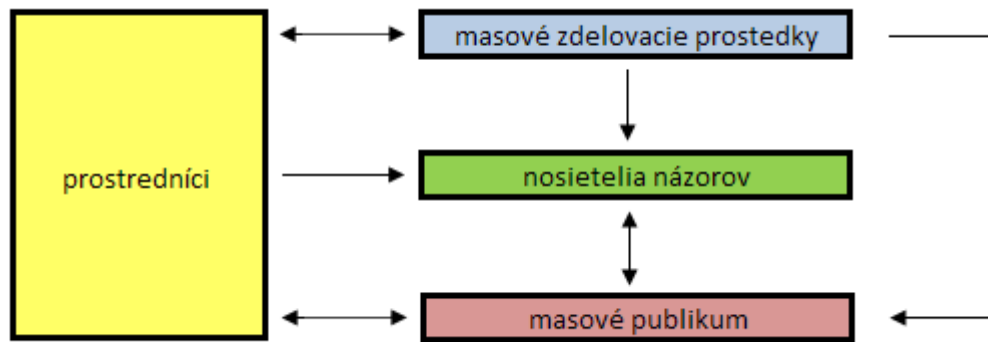 masové zdelovacie prostedky
prostredníci
nosietelia názorov
masové publikum